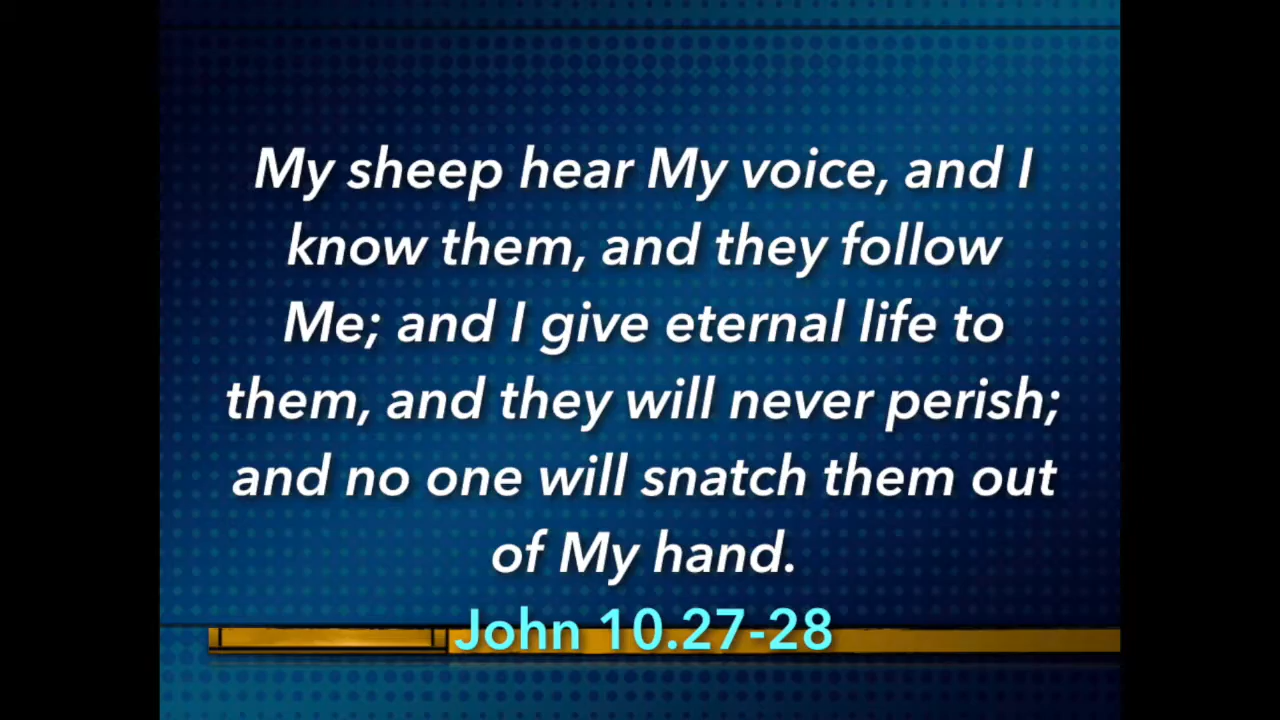 My sheep hear My voice, and I
know them, and they follow
Me; and I give eternal life to
them, and they will never perish;
and no one will snatch them out
of My hand.
John 10.27-28